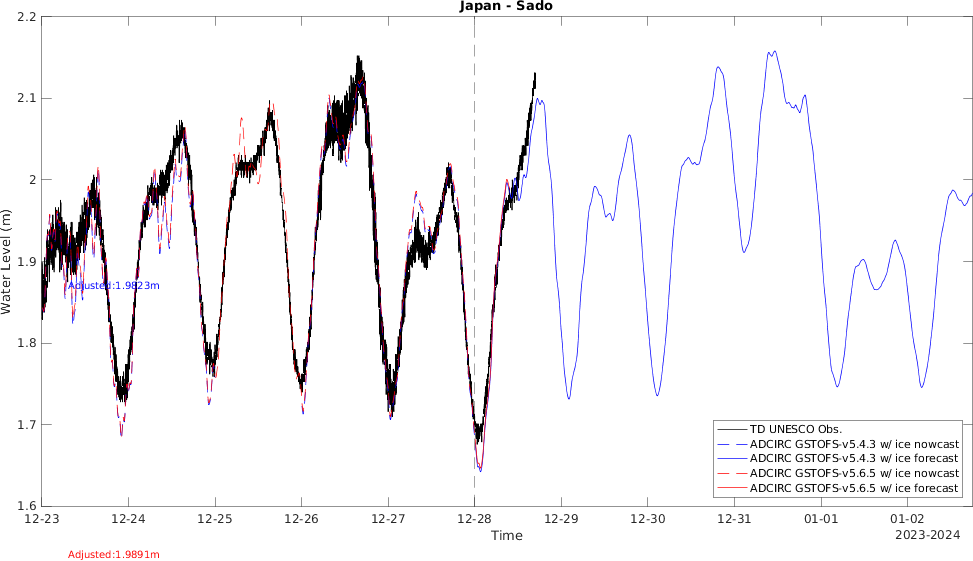 Japan - Sado
2.2
2.1
2
1.9
1.8
1.7
1.6
Water Level (m)
Adjusted:1.9823m
TD UNESCO Obs.
ADCIRC GSTOFS-v5.4.3 w/ ice nowcast
ADCIRC GSTOFS-v5.4.3 w/ ice forecast
ADCIRC GSTOFS-v5.6.5 w/ ice nowcast
ADCIRC GSTOFS-v5.6.5 w/ ice forecast
12-23 12-24 12-25 12-26 12-27 12-28 12-29 12-30 12-31 01-01 01-02
Time
2023-2024
Adjusted:1.9891m